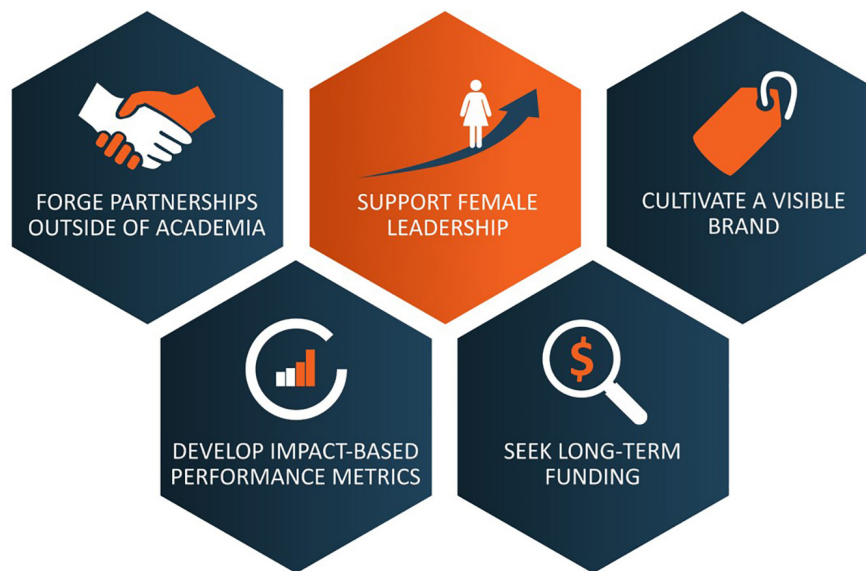 FORGE PARTNERSHIPS
OUTSIDE OF ACADEMIA
SUPPORT FEMALE
LEADERSHIP
CULTIVATE A VISIBLE
BRAND
DEVELOP IMPACT-BASED
PERFORMANCE METRICS
$
SEEK LONG-TERM
FUNDING